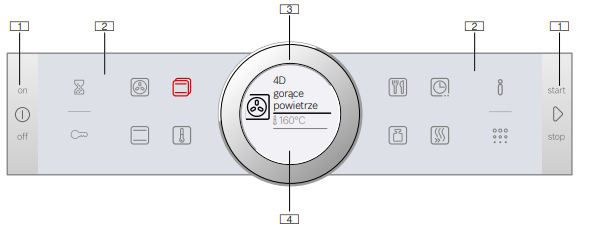 3
1
2
2
1
4D
gorące
powietrze
160°C
on
off
start
stop
4